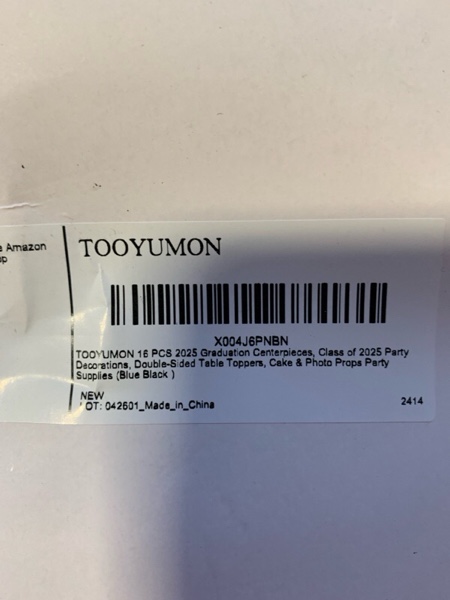 Amazon
TOOYUMON
X004J6PNBN
TOOYUMON 16 PCS 2025 Graduation Centerpieces, Class of 2025 Party
Decorations, Double-Sided Table Toppers, Cake & Photo Props Party
Supplies (Blue Black )
NEW
LOT: 042601_Made_in_China
2414